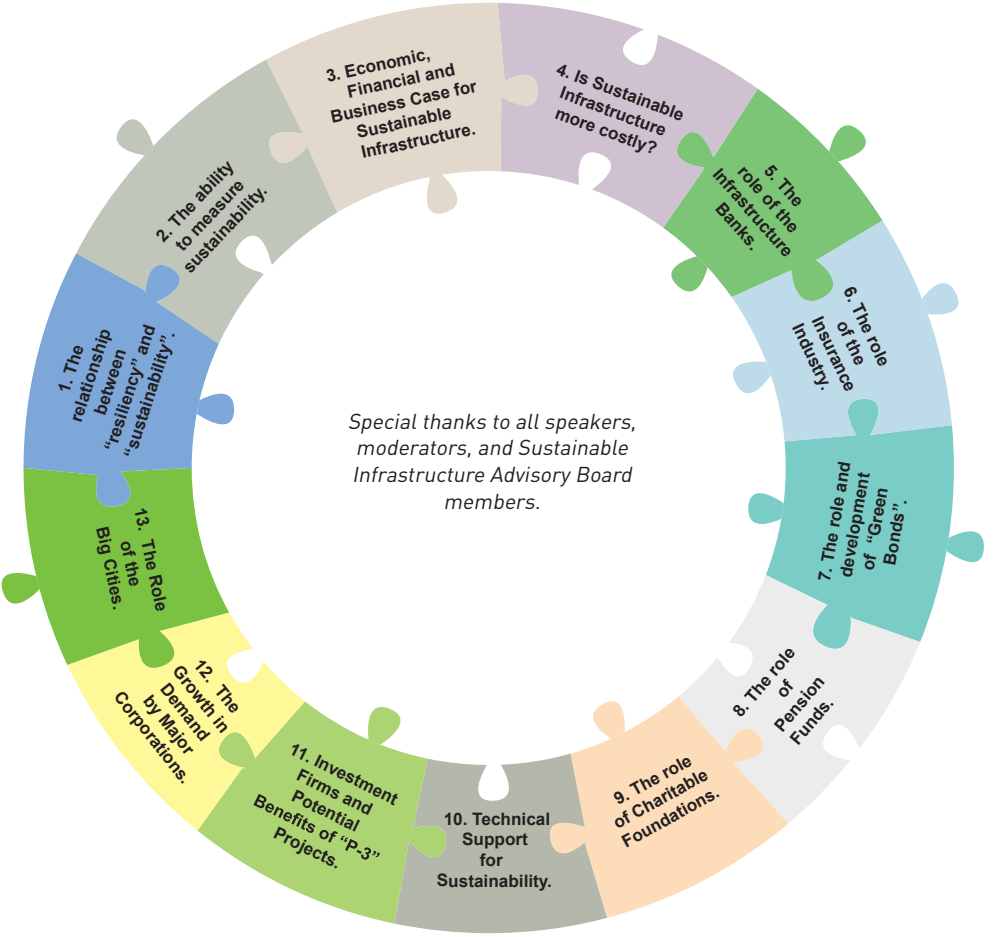 1. The
relationship
between
“resiliency” and
“sustainability”.
2. The ability
to measure
sustainability.
3. Economic,
Financial and
Business Case for
Sustainable
Infrastructure.
4. Is Sustainable
Infrastructure
more costly?
5. The
role of the
Infrastructure
Banks.
6. The role
of the
Insurance
Industry.
7. The role and
development
of “Green
Bonds”.
8. The role
of
Pension
Funds.
9. The role
of Charitable
Foundations.
10. Technical
Support
for
Sustainability.
11. Investment
Firms and
Potential
Benefits of “P-3”
Projects.
12. The
Growth in
Demand
by Major
Corporations.
13. The Role
of the
Big Cities.
Special thanks to all speakers,
moderators, and Sustainable
Infrastructure Advisory Board
members.